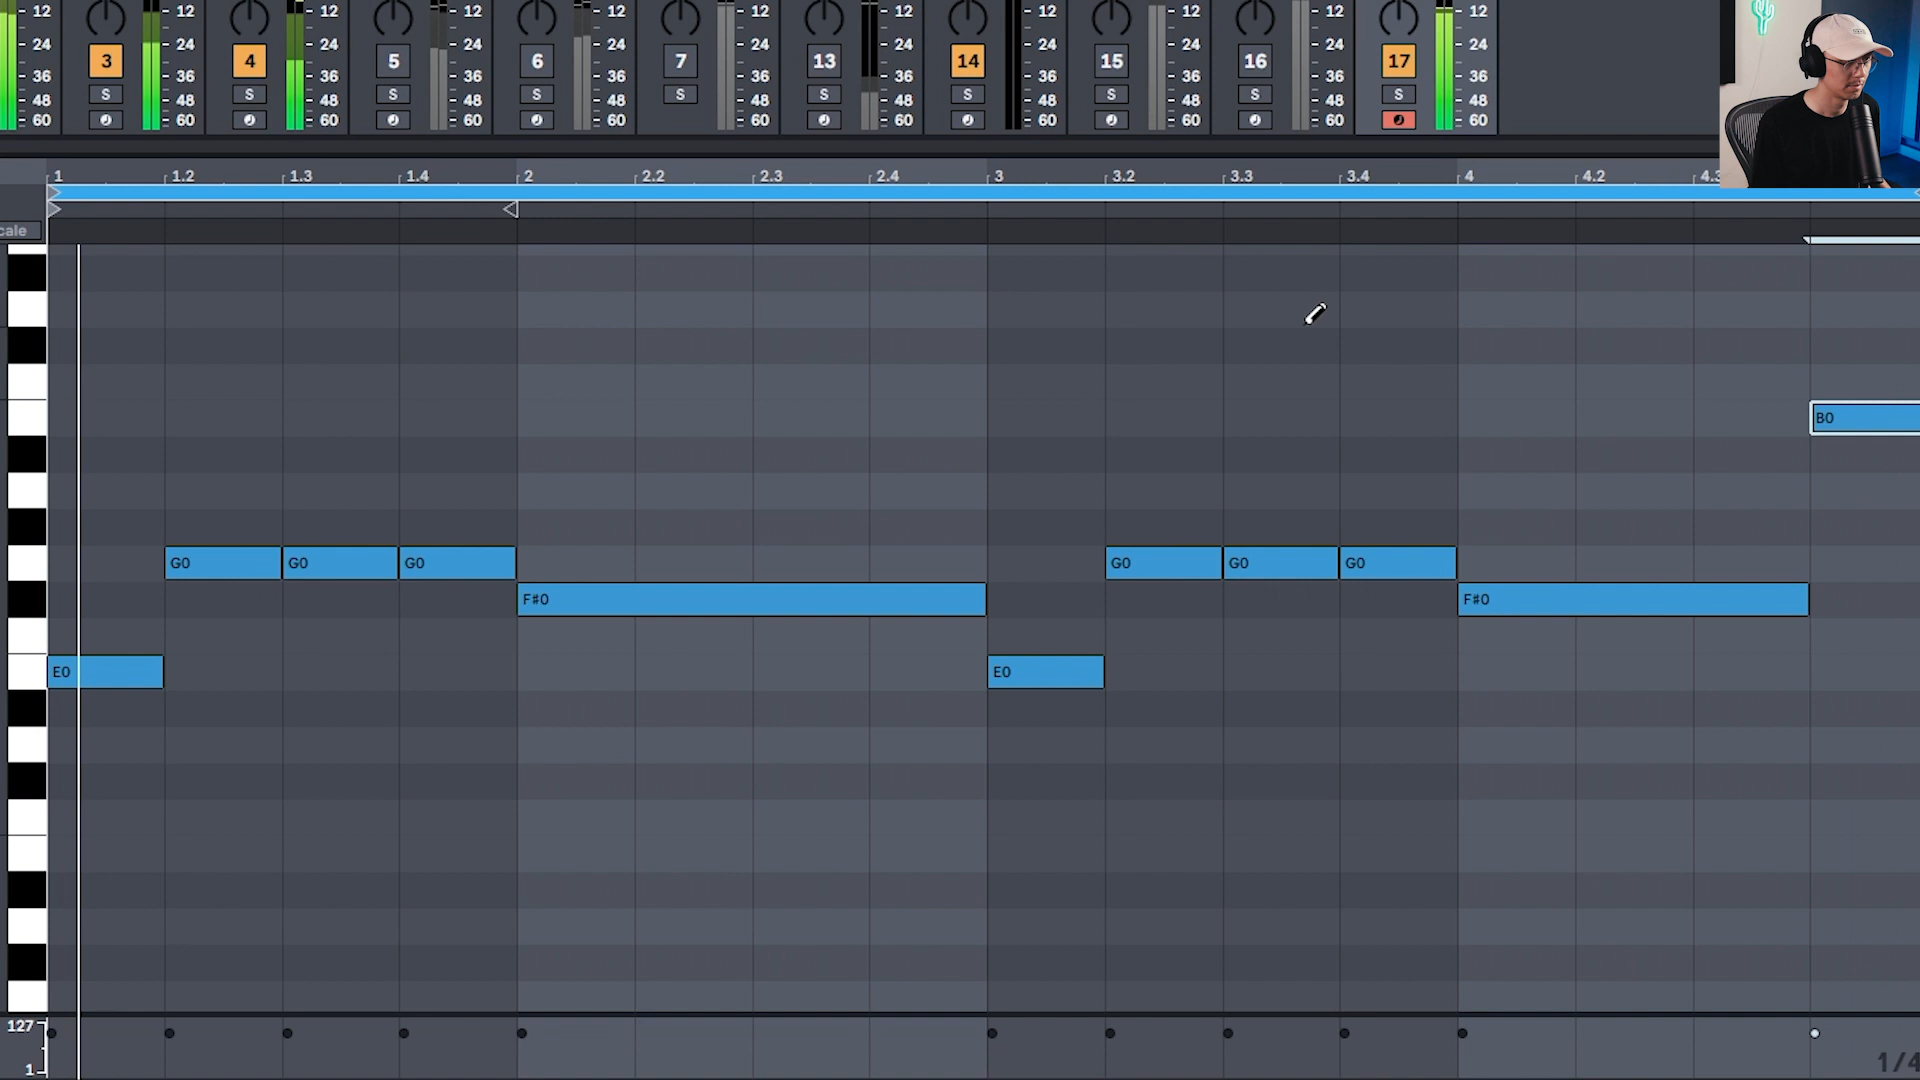 12 12 12 12 12 12 12 12 12 12 12
24 24 24 24 24 24 24 24 24 24 24
3 4 5 6 7 13 14 15 16 17
36 36 36 36 36 36 36 36 36 36 36
S S S S S S S S S S
48 48 48 48 48 48 48 48 48 48 48
60 60 60 60 60 60 60 60 60 60 60
1 1.2 1.3 1.4 2 2.2 2.3 2.4 3 3.2 3.3 3.4 4 4.2 4.3
cale
B0
G0 G0 G0 G0 G0 G0
F#0 F#0
E0 E0
127
1 1/4